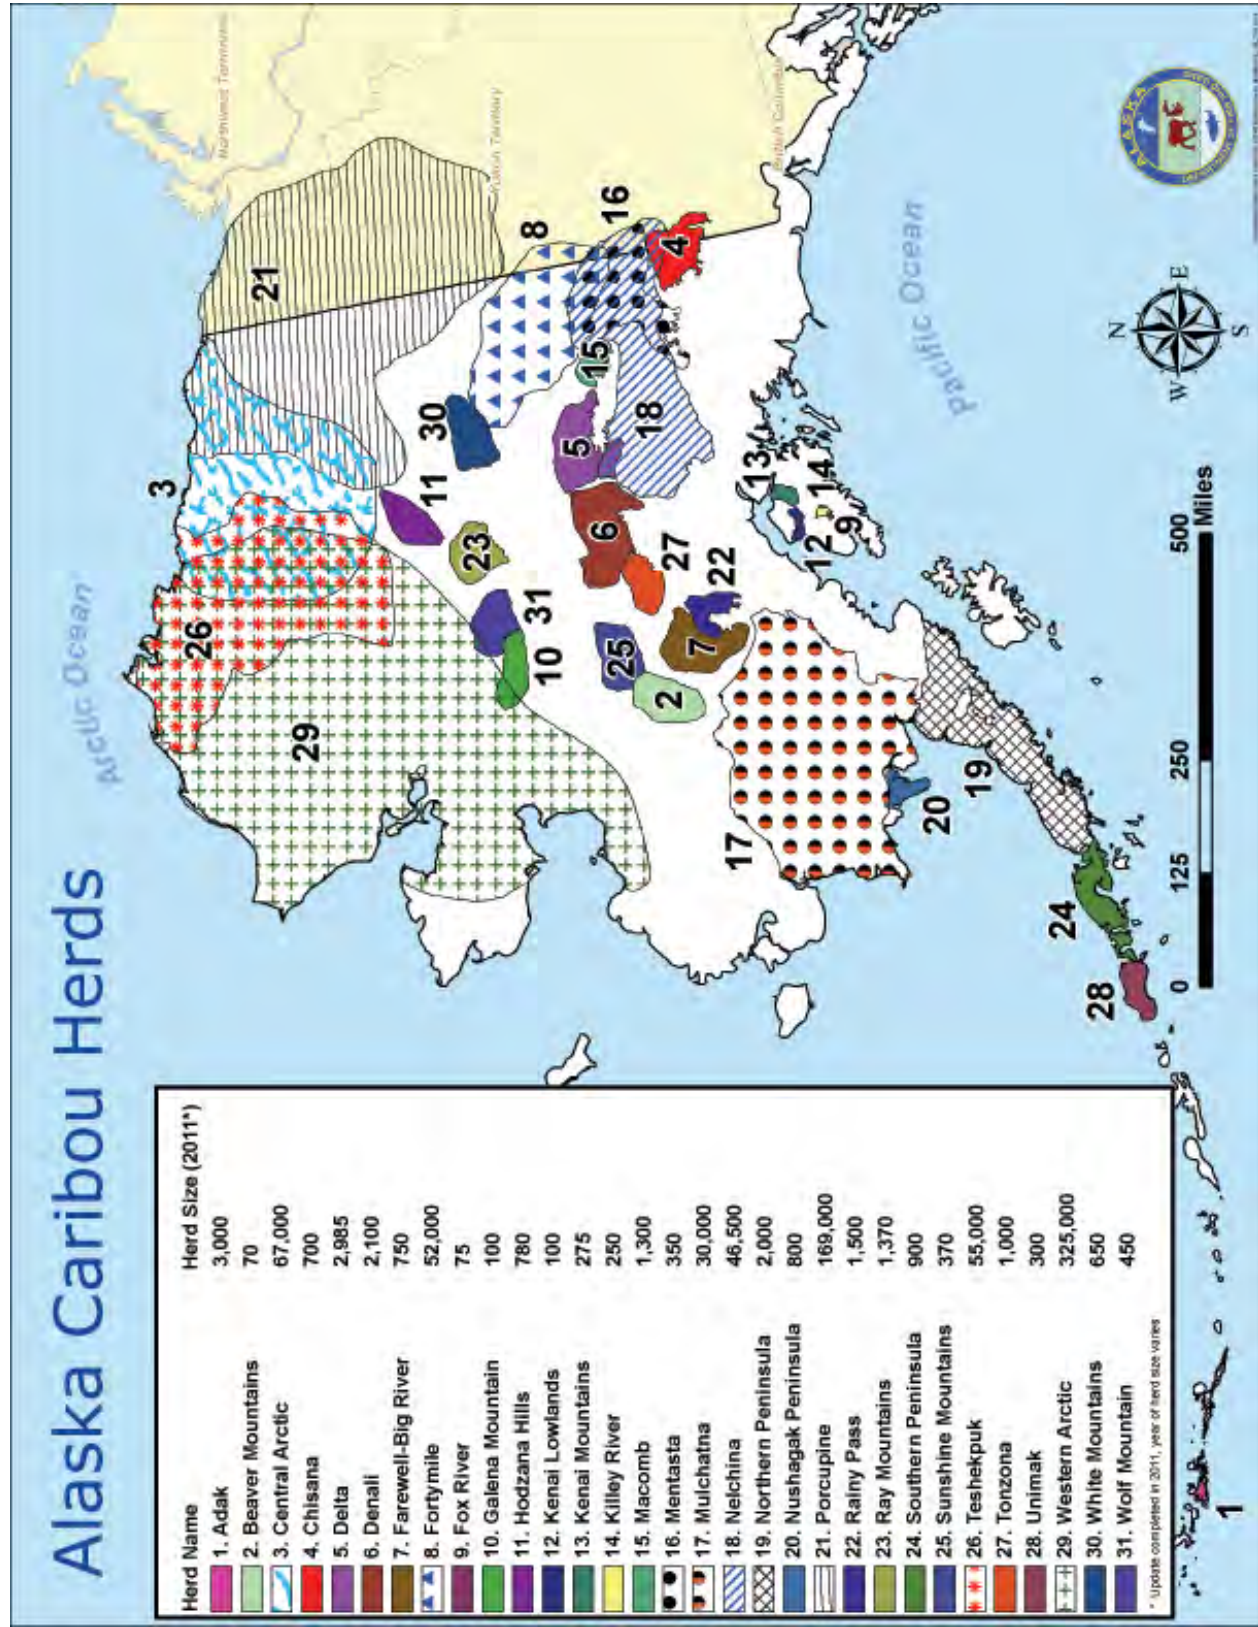 Alaska Caribou Herds
Herd Name Herd Size (2011*)
1. Adak 3,000
2. Beaver Mountains 70
3. Central Arctic 67,000
4. Chisana 700
5. Delta 2,985
6. Denali 2,100
7. Farewell-Big River 750
8. Fortymile 52,000
9. Fox River 75
10. Galena Mountain 100
11. Hodzana Hills 780
12. Kenai Lowlands 100
13. Kenai Mountains 275
14. Killey River 250
15. Macomb 1,300
16. Mentasta 350
17. Mulchatna 30,000
18. Nelchina 46,500
19. Northern Peninsula 2,000
20. Nushagak Peninsula 800
21. Porcupine 169,000
22. Rainy Pass 1,500
23. Ray Mountains 1,370
24. Southern Peninsula 900
25. Sunshine Mountains 370
26. Teshekpuk 55,000
27. Tonzona 1,000
28. Unimak 300
29. Western Arctic 325,000
30. White Mountains 650
31. Wolf Mountain 450
* Update completed in 2011, year of herd size varies
Arctic Ocean
Northwest Territories
Yukon Territory
British Columbia
Pacific Ocean
3
26
21
29
11
30
8
23
31
10
16
4
15
5
18
6
27
25
2
7
22
13
14
12
9
17
20
19
24
28
1
N
W E
S
0 125 250 500
Miles
ALASKA